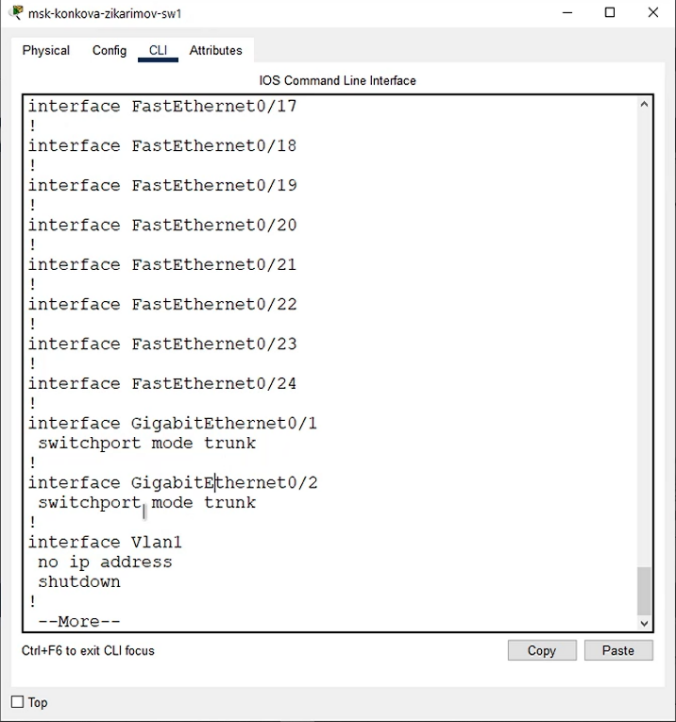 msk-konkova-zikarimov-sw1
Physical Config CLI Attributes
IOS Command Line Interface
interface FastEthernet0/17
!
interface FastEthernet0/18
!
interface FastEthernet0/19
!
interface FastEthernet0/20
!
interface FastEthernet0/21
!
interface FastEthernet0/22
!
interface FastEthernet0/23
!
interface FastEthernet0/24
!
interface GigabitEthernet0/1
 switchport mode trunk
!
interface GigabitEthernet0/2
 switchport mode trunk
!
interface Vlan1
 no ip address
 shutdown
!
 --More--
Ctrl+F6 to exit CLI focus
Copy Paste
Top